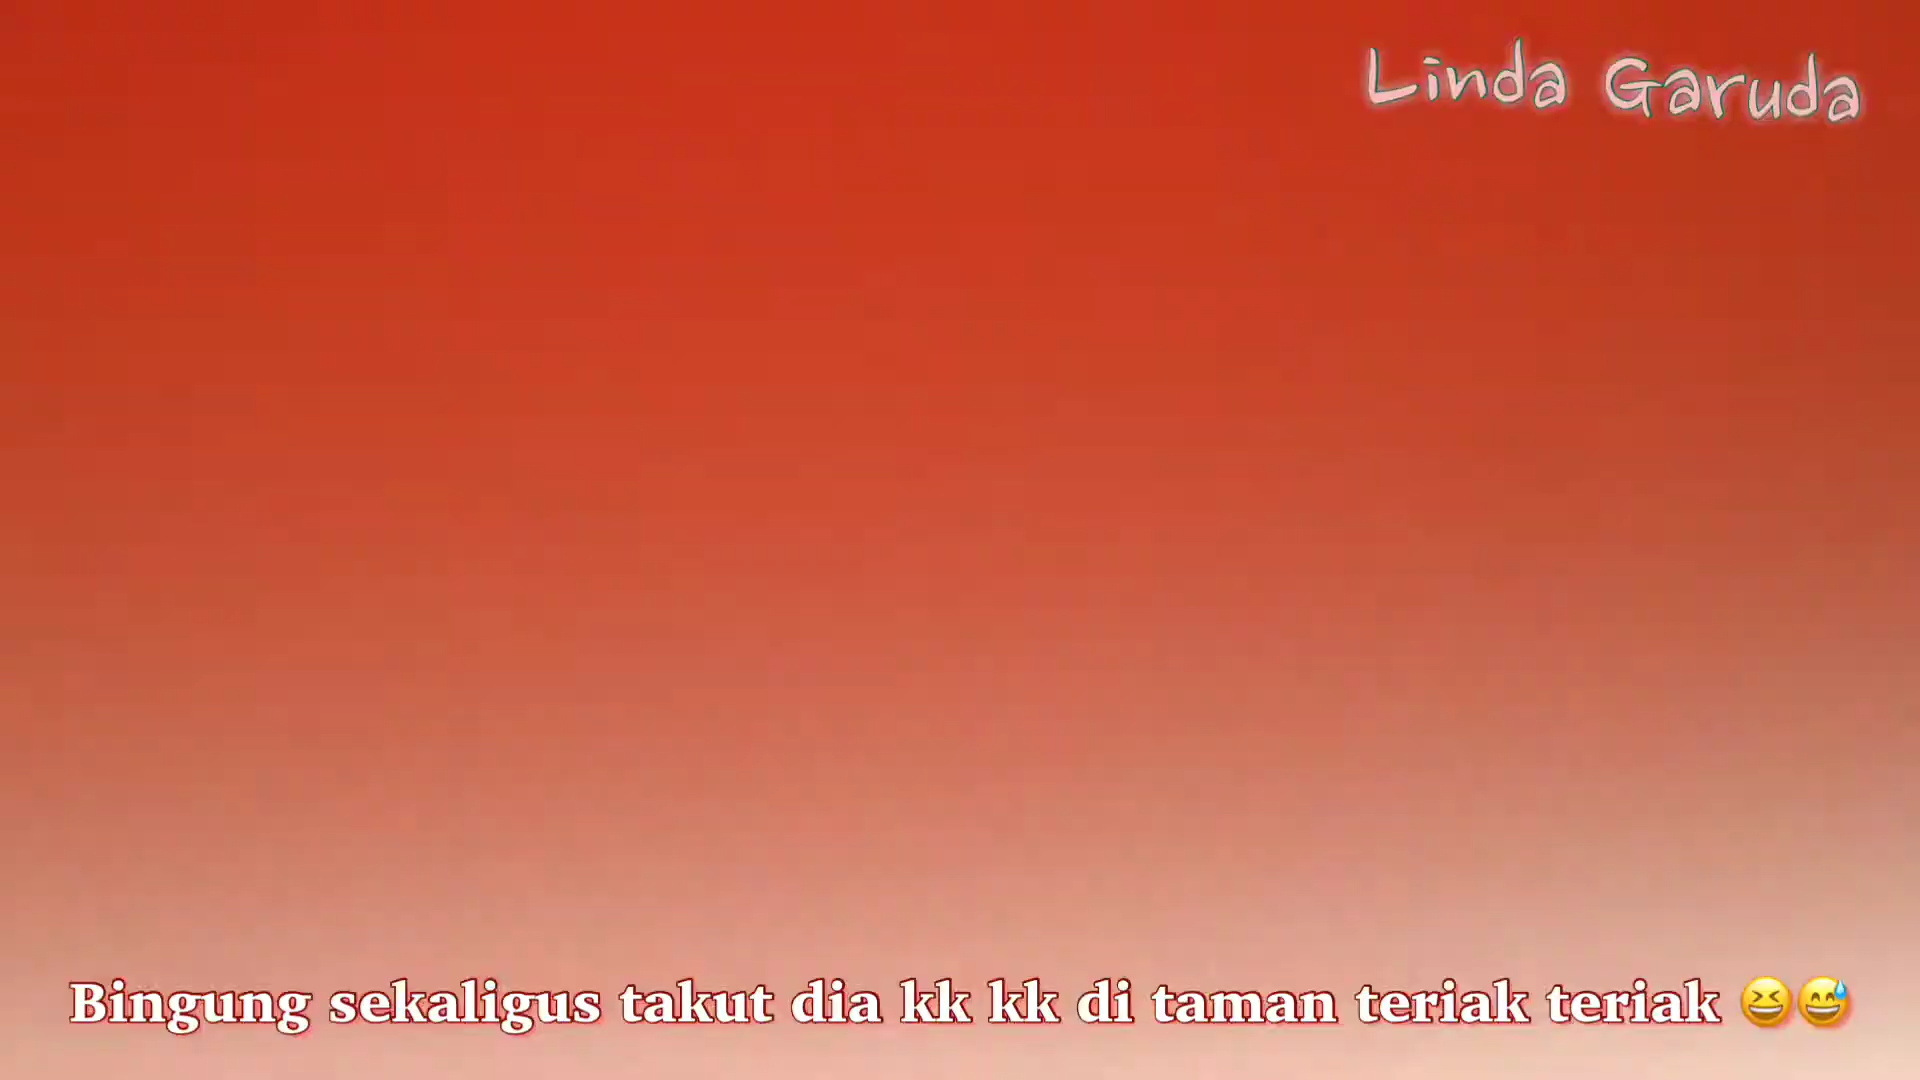 Linda Garuda
Bingung sekaligus takut dia kk kk di taman teriak teriak 😆😅